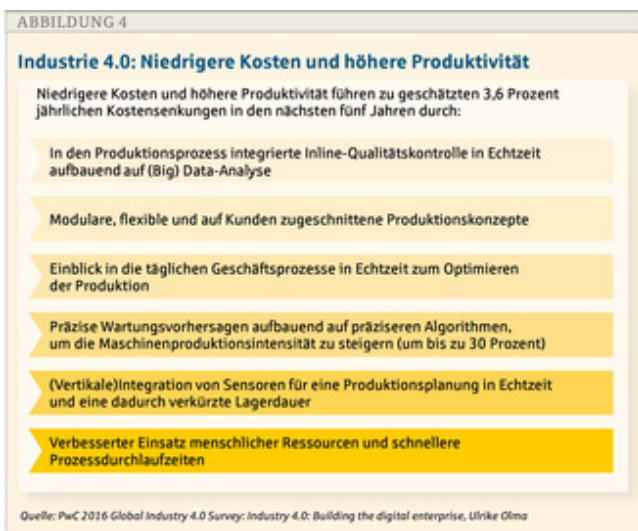 ABBILDUNG 4
Industrie 4.0: Niedrigere Kosten und höhere Produktivität
Niedrigere Kosten und höhere Produktivität führen zu geschätzten 3,6 Prozent
jährlichen Kostensenkungen in den nächsten fünf Jahren durch:
In den Produktionsprozess integrierte Inline-Qualitätskontrolle in Echtzeit
aufbauend auf (Big) Data-Analyse
Modulare, flexible und auf Kunden zugeschnittene Produktionskonzepte
Einblick in die täglichen Geschäftsprozesse in Echtzeit zum Optimieren
der Produktion
Präzise Wartungsvorhersagen aufbauend auf präziseren Algorithmen,
um die Maschinenproduktionsintensität zu steigern (um bis zu 30 Prozent)
(Vertikale)Integration von Sensoren für eine Produktionsplanung in Echtzeit
und eine dadurch verkürzte Lagerdauer
Verbesserter Einsatz menschlicher Ressourcen und schnellere
Prozessdurchlaufzeiten
Quelle: PwC 2016 Global Industry 4.0 Survey: Industry 4.0: Building the digital enterprise, Ulrike Olma